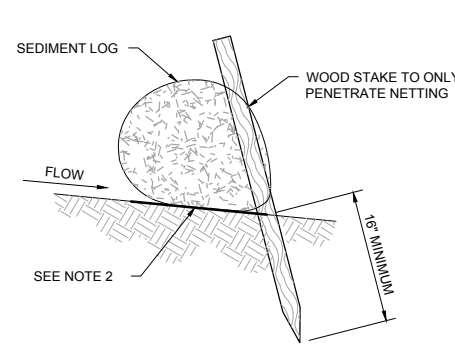 SEDIMENT LOG
WOOD STAKE TO ONLY
PENETRATE NETTING
FLOW
16" MINIMUM
SEE NOTE 2